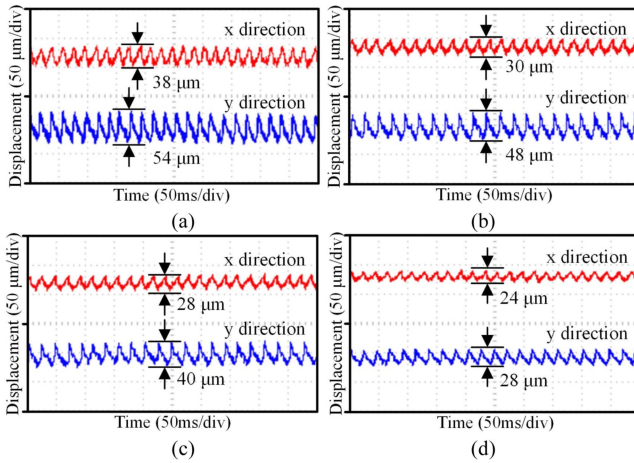 Displacement (50 μm/div)
x direction
38 μm
y direction
54 μm
Time (50ms/div)
(a)
Displacement (50 μm/div)
x direction
30 μm
y direction
48 μm
Time (50ms/div)
(b)
Displacement (50 μm/div)
x direction
28 μm
y direction
40 μm
Time (50ms/div)
(c)
Displacement (50 μm/div)
x direction
24 μm
y direction
28 μm
Time (50ms/div)
(d)